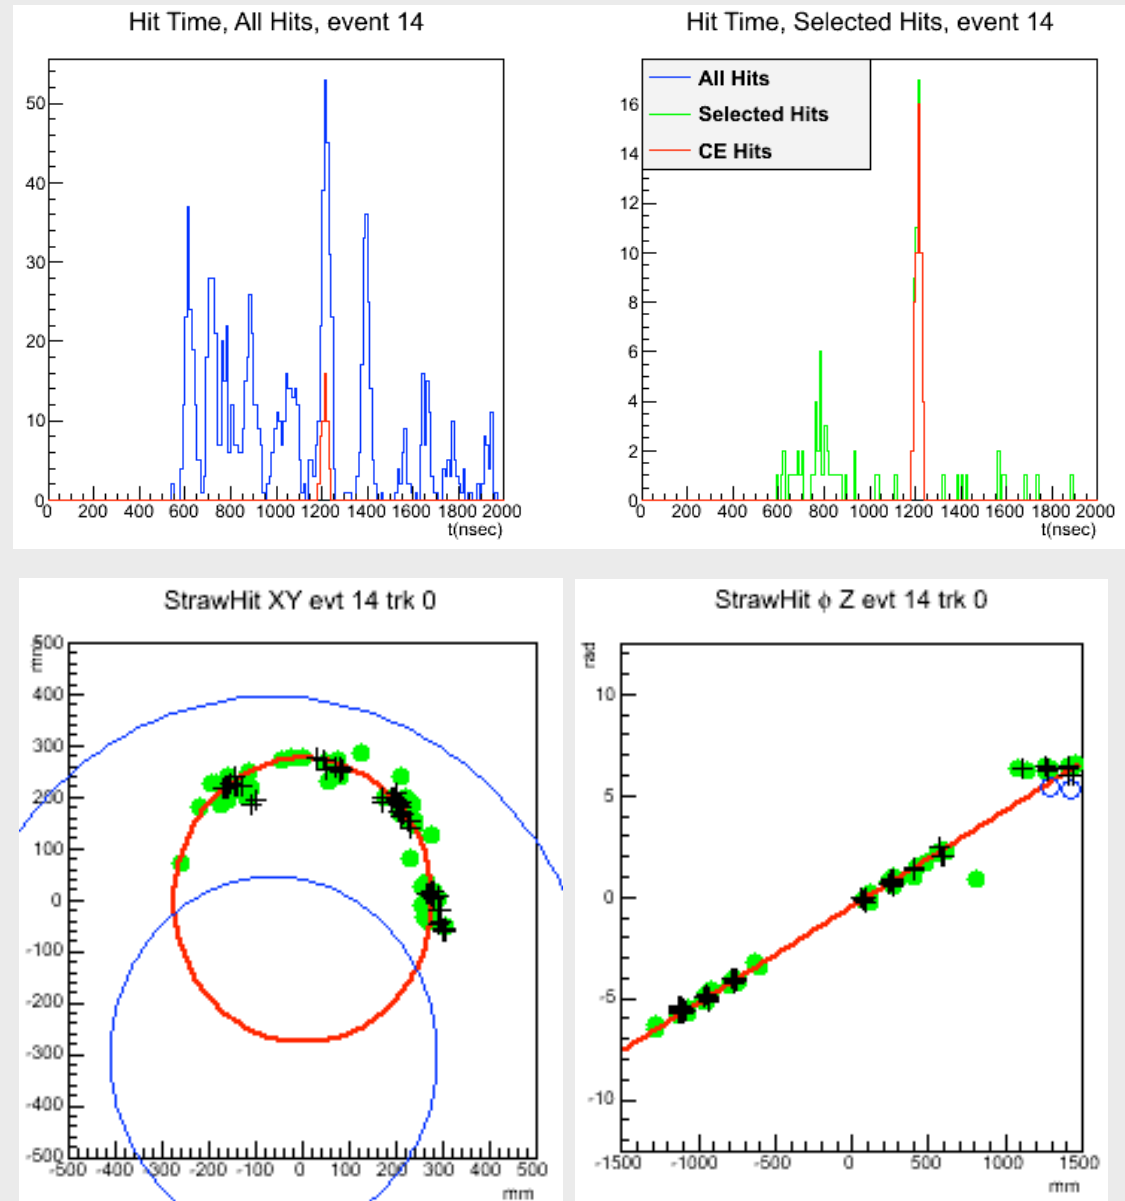 Hit Time, All Hits, event 14
50
40
30
20
10
0
0 200 400 600 800 1000 1200 1400 1600 1800 2000
t(nsec)
Hit Time, Selected Hits, event 14
All Hits
Selected Hits
CE Hits
16
14
12
10
8
6
4
2
0
0 200 400 600 800 1000 1200 1400 1600 1800 2000
t(nsec)
StrawHit XY evt 14 trk 0
mm
500
400
300
200
100
0
-100
-200
-300
-400
-500
-500 -400 -300 -200 -100 0 100 200 300 400 500
mm
StrawHit ϕ Z evt 14 trk 0
rad
10
5
0
-5
-10
-1500 -1000 -500 0 500 1000 1500
mm